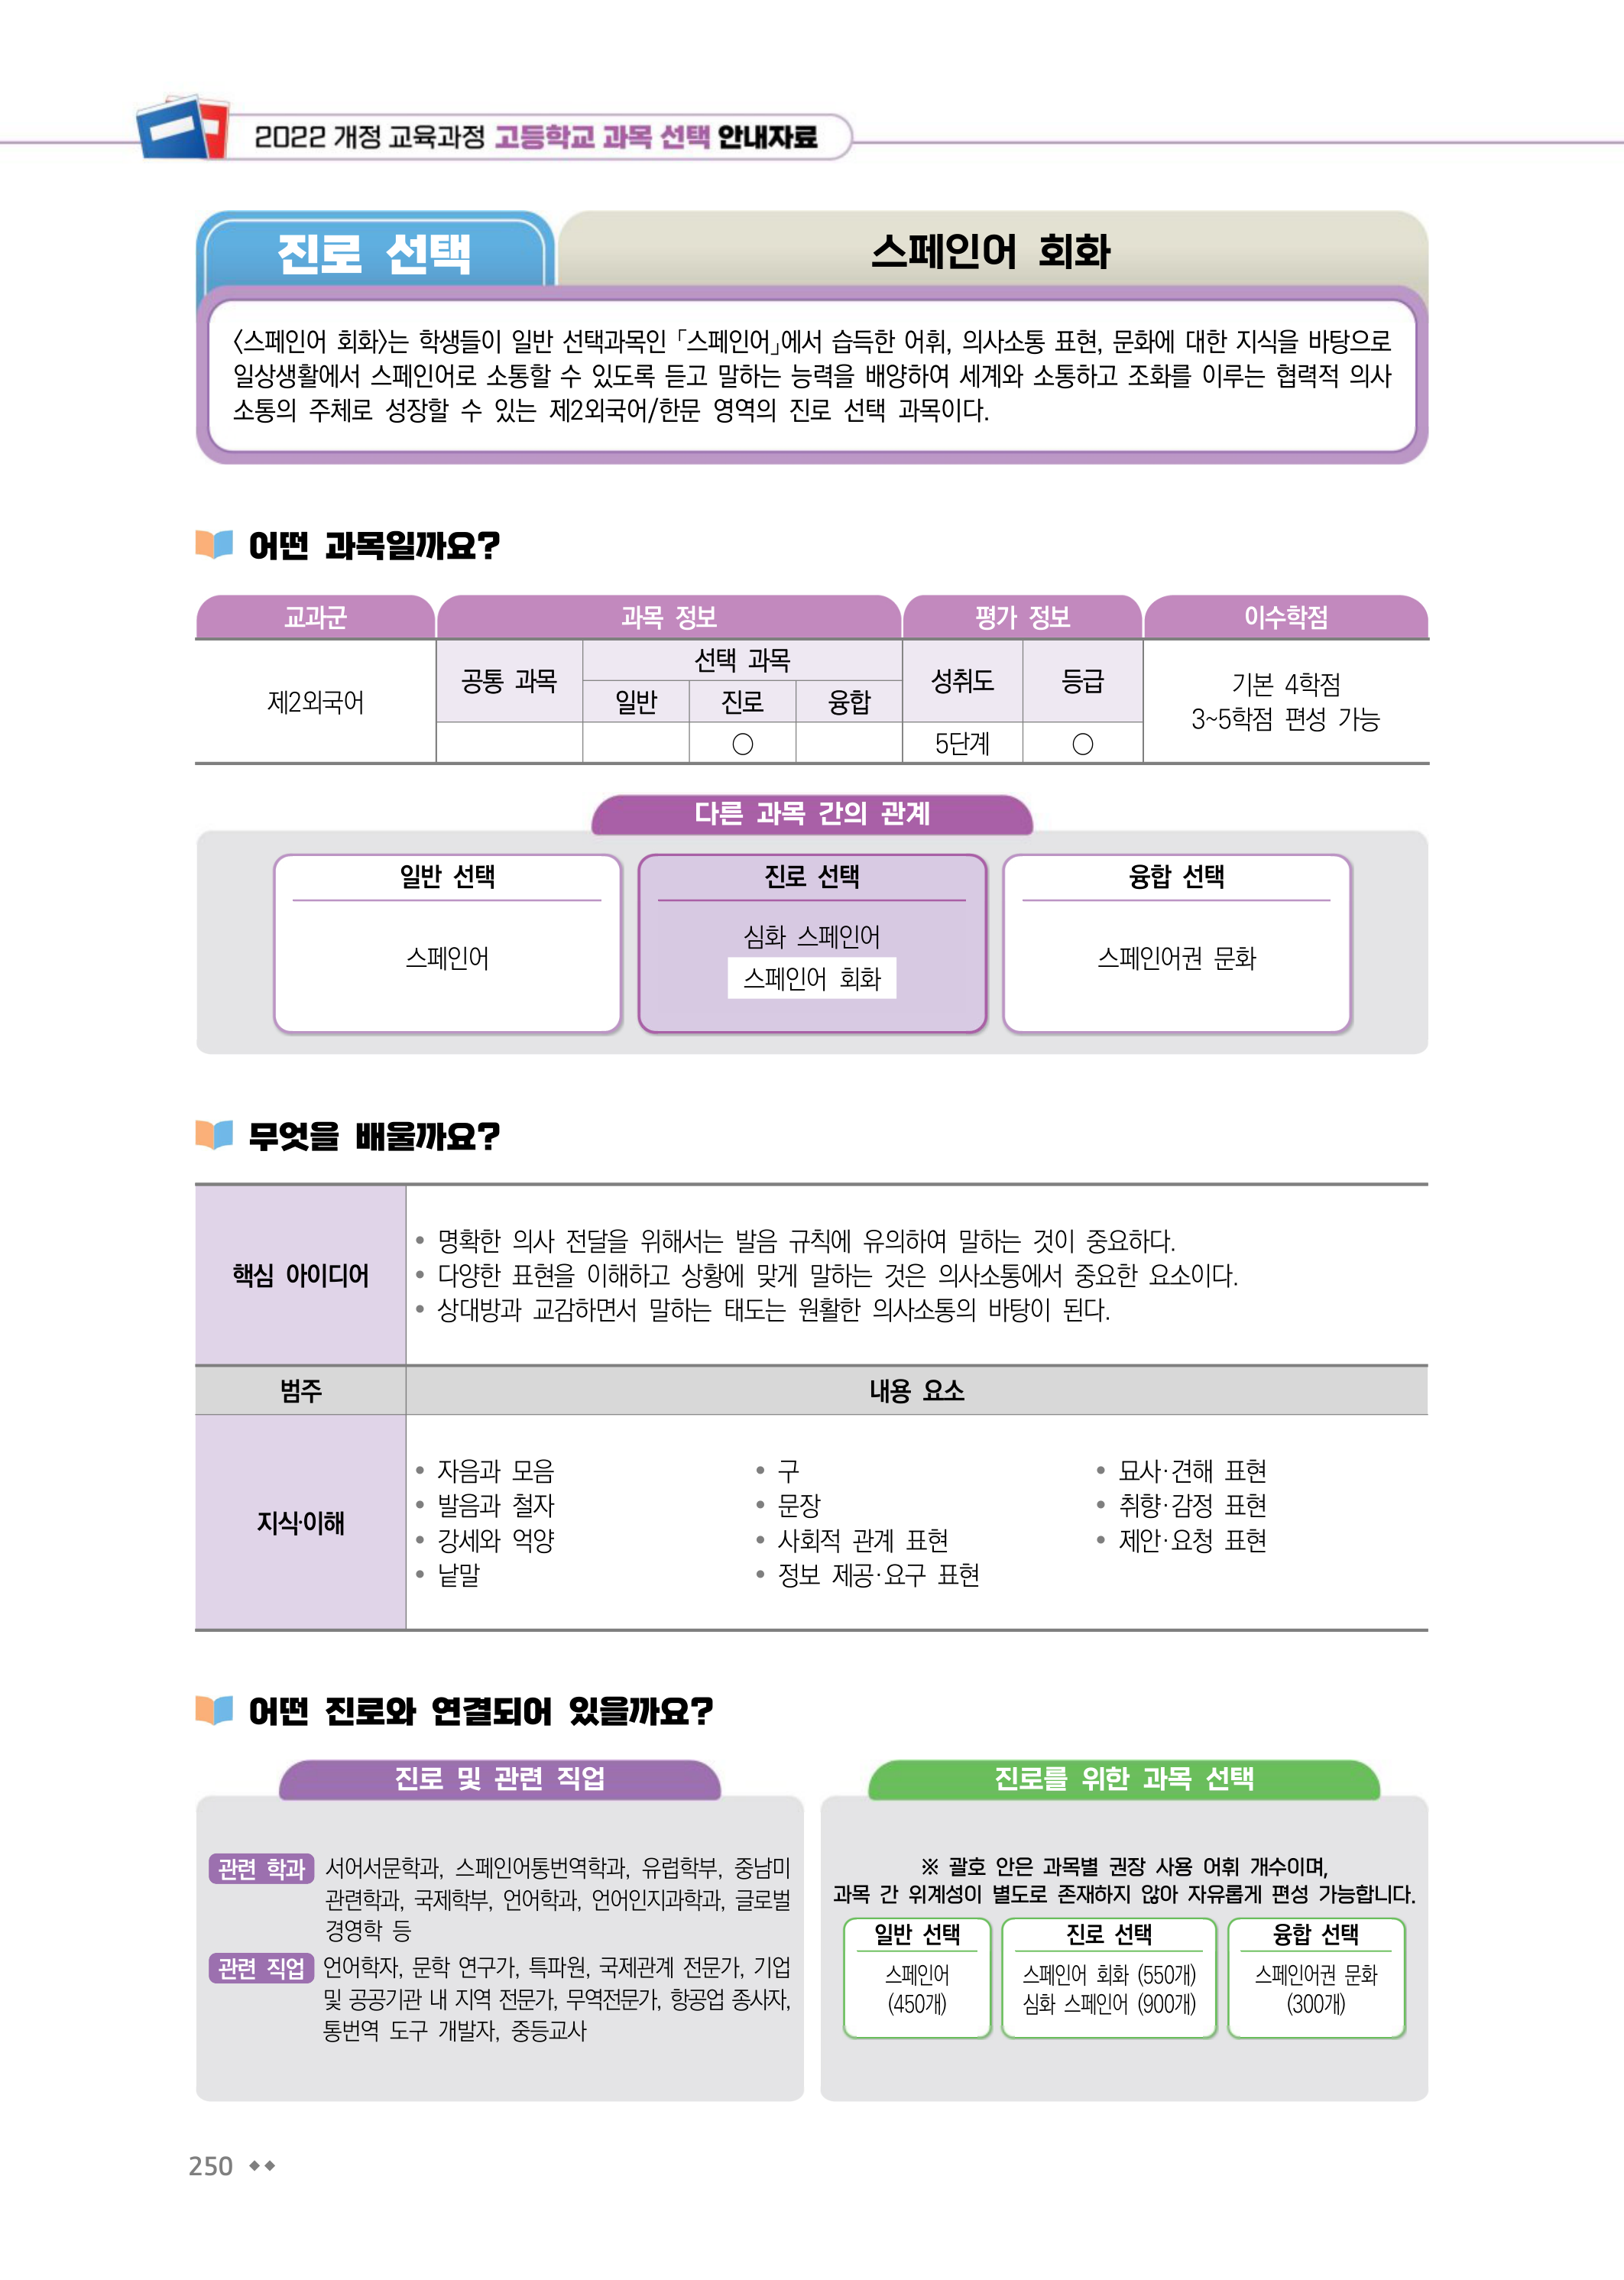 2022 개정 교육과정 고등학교 과목 선택 안내자료
진로 선택
스페인어 회화
〈스페인어 회화〉는 학생들이 일반 선택과목인 「스페인어」에서 습득한 어휘, 의사소통 표현, 문화에 대한 지식을 바탕으로
일상생활에서 스페인어로 소통할 수 있도록 듣고 말하는 능력을 배양하여 세계와 소통하고 조화를 이루는 협력적 의사
소통의 주체로 성장할 수 있는 제2외국어/한문 영역의 진로 선택 과목이다.
어떤 과목일까요?
교과군 과목 정보 평가 정보 이수학점
제2외국어
공통 과목
선택 과목
일반 진로 융합
성취도 등급
○ 5단계 ○
기본 4학점
3~5학점 편성 가능
다른 과목 간의 관계
일반 선택
스페인어
진로 선택
심화 스페인어
스페인어 회화
융합 선택
스페인어권 문화
무엇을 배울까요?
핵심 아이디어
• 명확한 의사 전달을 위해서는 발음 규칙에 유의하여 말하는 것이 중요하다.
• 다양한 표현을 이해하고 상황에 맞게 말하는 것은 의사소통에서 중요한 요소이다.
• 상대방과 교감하면서 말하는 태도는 원활한 의사소통의 바탕이 된다.
범주 내용 요소
지식·이해
• 자음과 모음
• 발음과 철자
• 강세와 억양
• 낱말
• 구
• 문장
• 사회적 관계 표현
• 정보 제공·요구 표현
• 묘사·견해 표현
• 취향·감정 표현
• 제안·요청 표현
어떤 진로와 연결되어 있을까요?
진로 및 관련 직업
관련 학과 서어서문학과, 스페인어통번역학과, 유럽학부, 중남미
관련학과, 국제학부, 언어학과, 언어인지과학과, 글로벌
경영학 등
관련 직업 언어학자, 문학 연구가, 특파원, 국제관계 전문가, 기업
및 공공기관 내 지역 전문가, 무역전문가, 항공업 종사자,
통번역 도구 개발자, 중등교사
진로를 위한 과목 선택
※ 괄호 안은 과목별 권장 사용 어휘 개수이며,
과목 간 위계성이 별도로 존재하지 않아 자유롭게 편성 가능합니다.
일반 선택
스페인어
(450개)
진로 선택
스페인어 회화 (550개)
심화 스페인어 (900개)
융합 선택
스페인어권 문화
(300개)
250